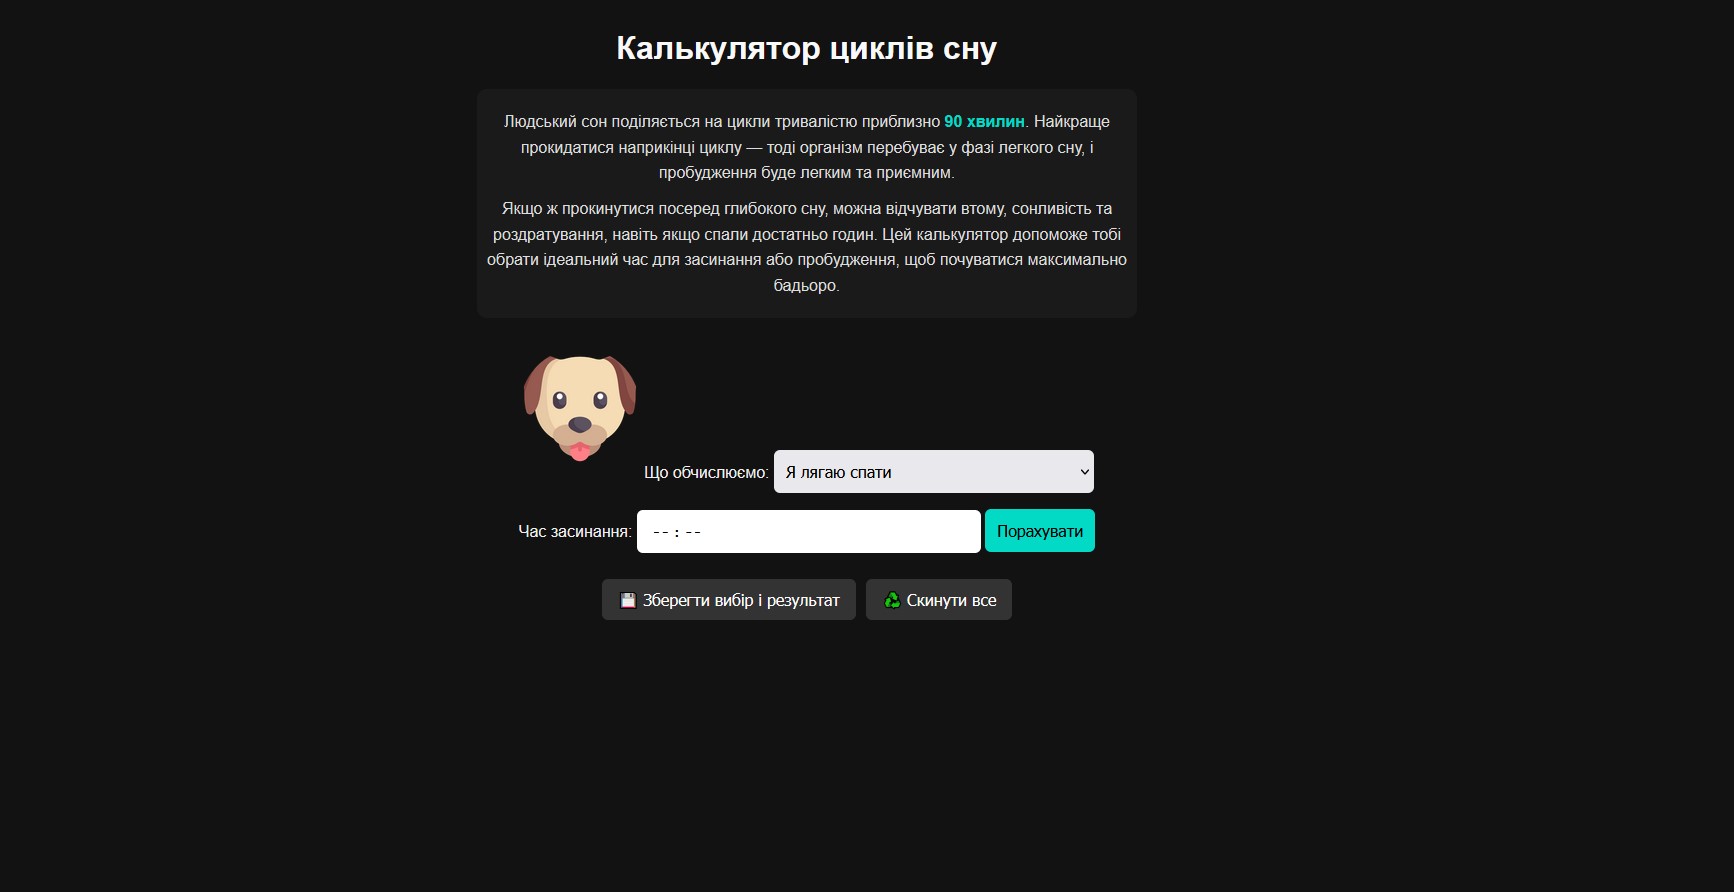 Калькулятор циклів сну
Людський сон поділяється на цикли тривалістю приблизно 90 хвилин. Найкраще
прокидатися наприкінці циклу — тоді організм перебуває у фазі легкого сну, і
пробудження буде легким та приємним.
Якщо ж прокинутися посеред глибокого сну, можна відчувати втому, сонливість та
роздратування, навіть якщо спали достатньо годин. Цей калькулятор допоможе тобі
обрати ідеальний час для засинання або пробудження, щоб почуватися максимально
бадьоро.
Що обчислюємо: Я лягаю спати
Час засинання: -- : -- Порахувати
💾 Зберегти вибір і результат ♻ Скинути все